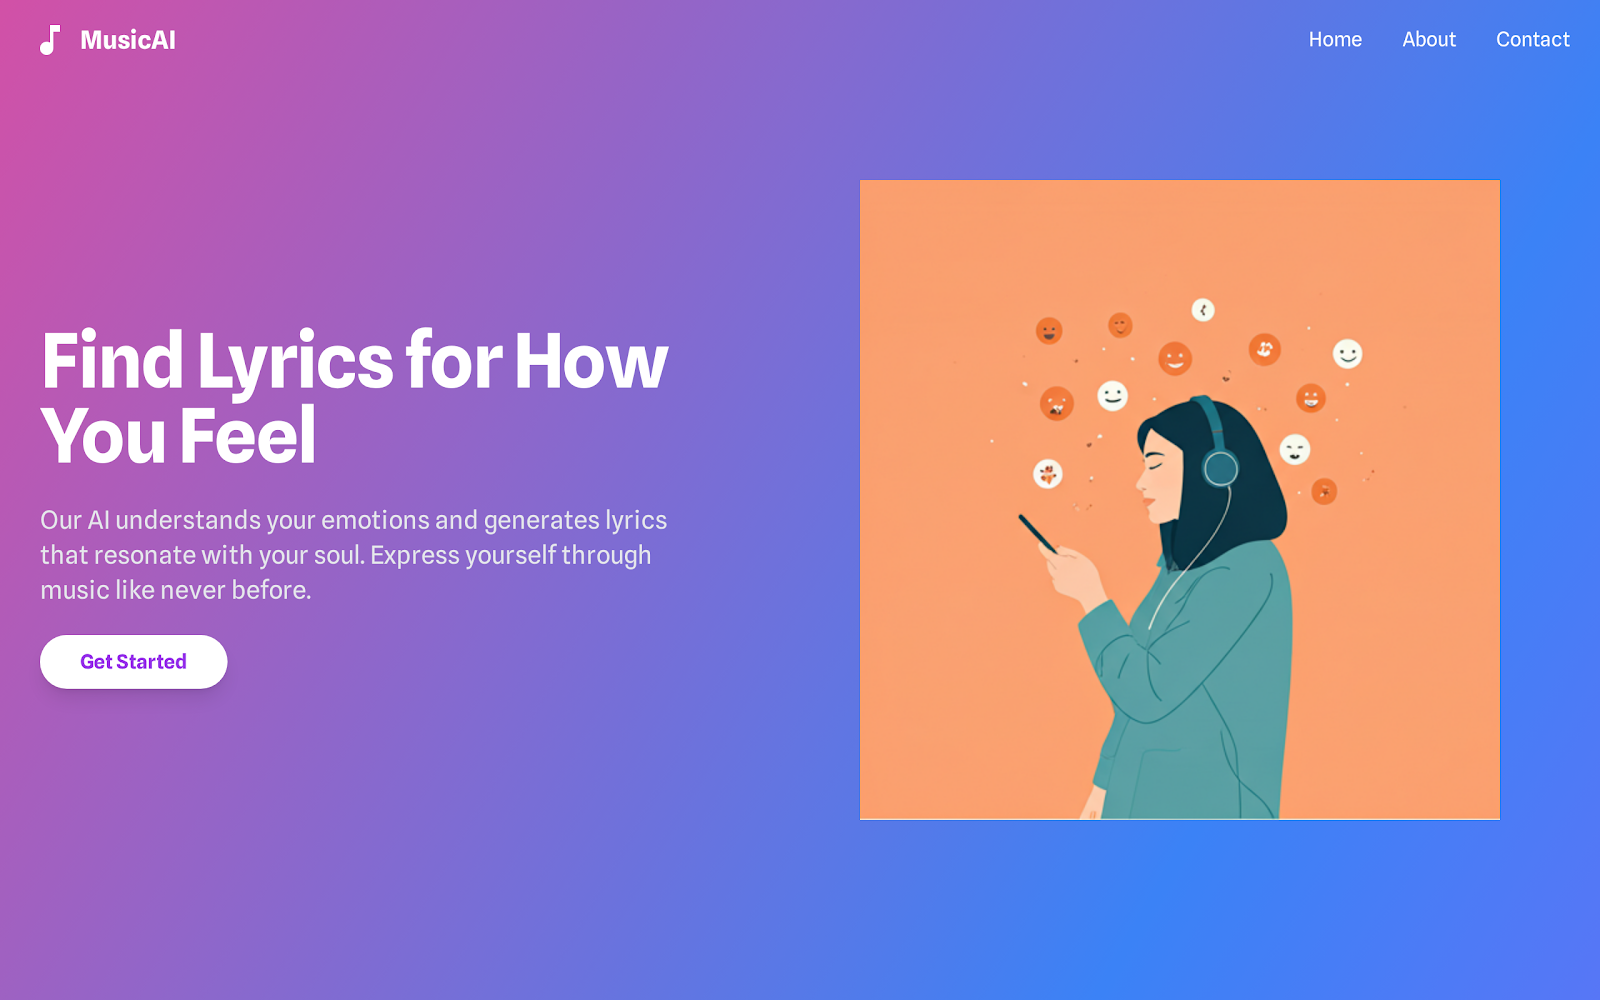 MusicAI
Home
About
Contact
Find Lyrics for How
You Feel
Our AI understands your emotions and generates lyrics
that resonate with your soul. Express yourself through
music like never before.
Get Started